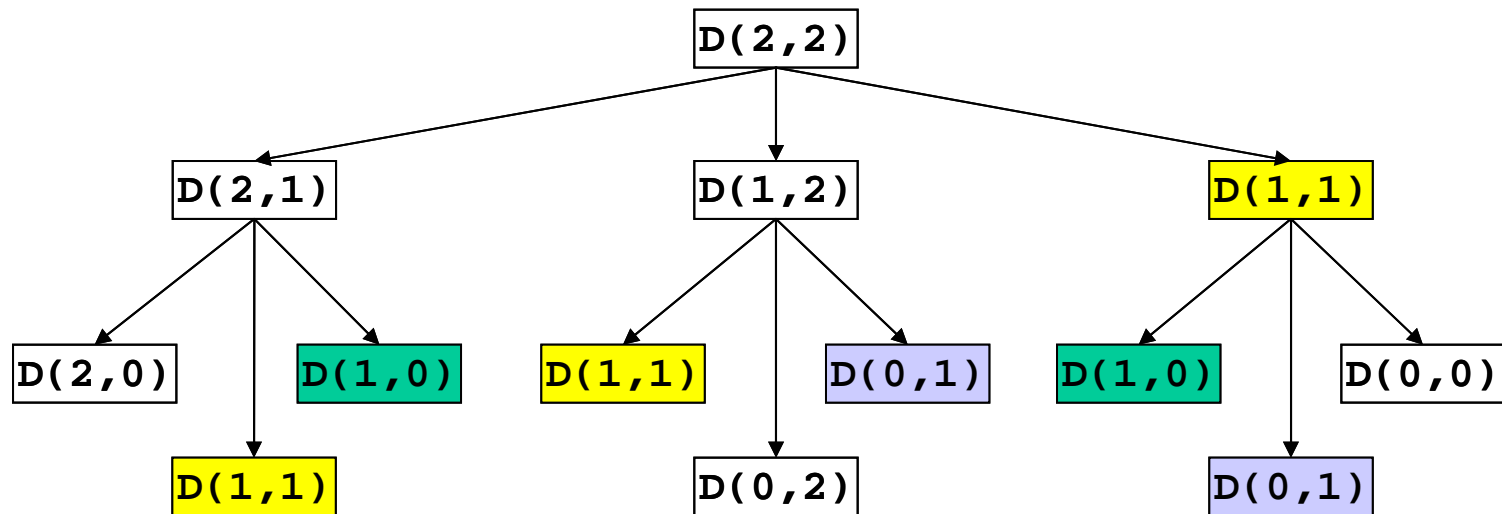 D(2,2)
D(2,1)
D(1,2)
D(1,1)
D(2,0)
D(1,0)
D(1,1)
D(0,1)
D(1,0)
D(0,0)
D(1,1)
D(0,2)
D(0,1)